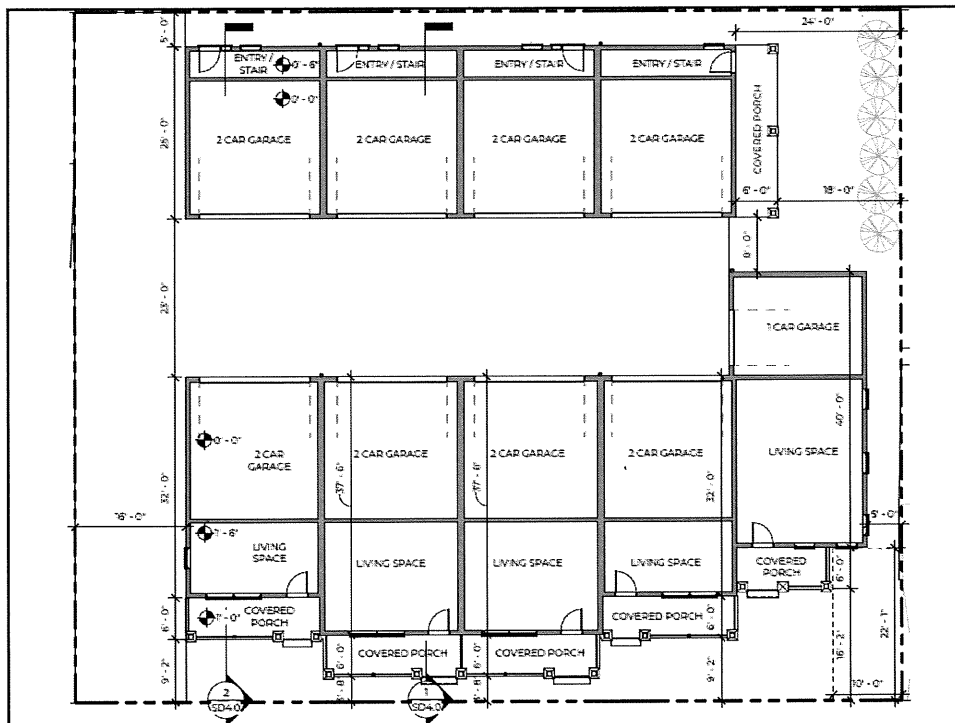 24' - 0"
5' - 0"
ENTRY /
STAIR
0' - 6"
ENTRY / STAIR
ENTRY / STAIR
ENTRY / STAIR
0' - 0"
COVERED PORCH
2 CAR GARAGE
2 CAR GARAGE
2 CAR GARAGE
2 CAR GARAGE
6' - 0"
18' - 0"
23' - 0"
1 CAR GARAGE
40' - 0"
0' - 0"
2 CAR
GARAGE
2 CAR GARAGE
2 CAR GARAGE
2 CAR GARAGE
LIVING SPACE
37' - 6"
32' - 0"
32' - 0"
16' - 0"
5' - 0"
1' - 6"
LIVING
SPACE
LIVING SPACE
LIVING SPACE
LIVING SPACE
COVERED
PORCH
6' - 0"
COVERED
PORCH
1' - 0"
6' - 0"
COVERED PORCH
6' - 0"
COVERED PORCH
COVERED PORCH
6' - 0"
6' - 0"
16' - 2"
22' - 1"
9' - 2"
9' - 2"
10' - 0"
2
SD4.0
1
SD4.0